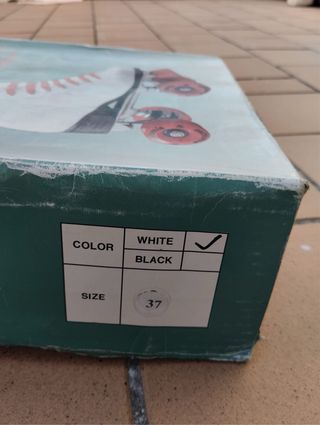 COLOR WHITE ✓
BLACK
SIZE 37